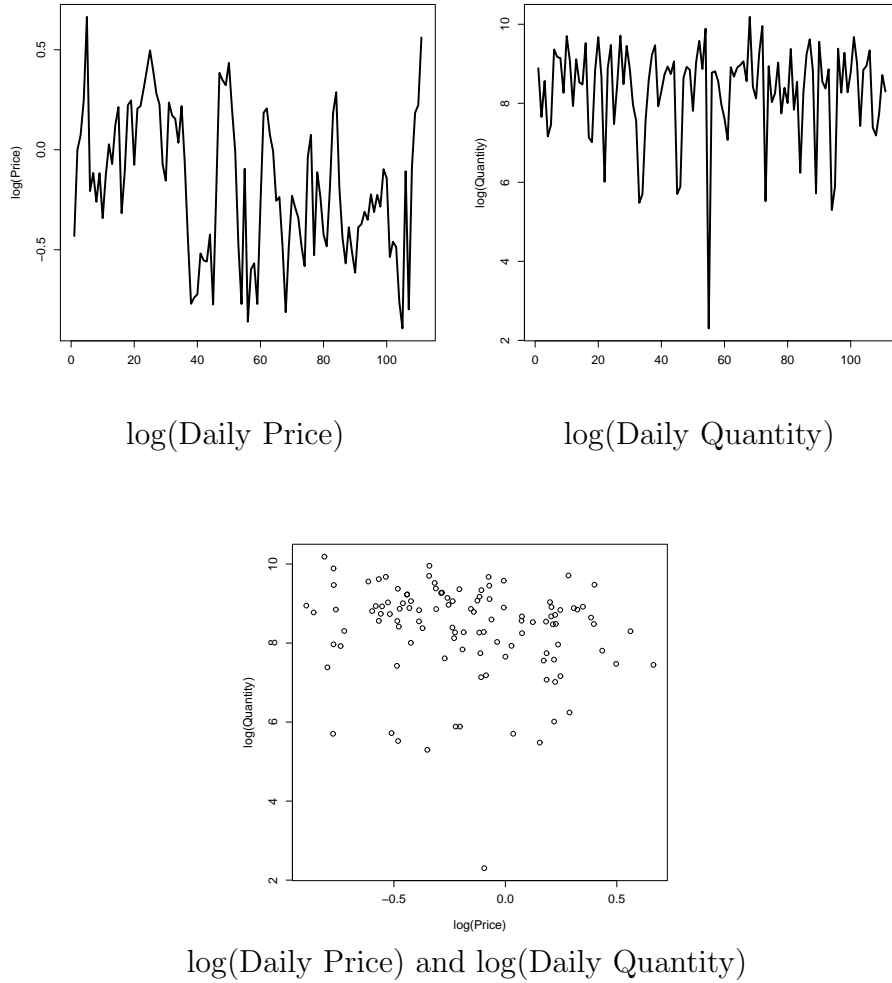 log(Price)
0.5
0.0
−0.5
0 20 40 60 80 100
log(Daily Price)
log(Quantity)
10
8
6
4
2
0 20 40 60 80 100
log(Daily Quantity)
log(Quantity)
10
8
6
4
2
−0.5 0.0 0.5
log(Price)
log(Daily Price) and log(Daily Quantity)